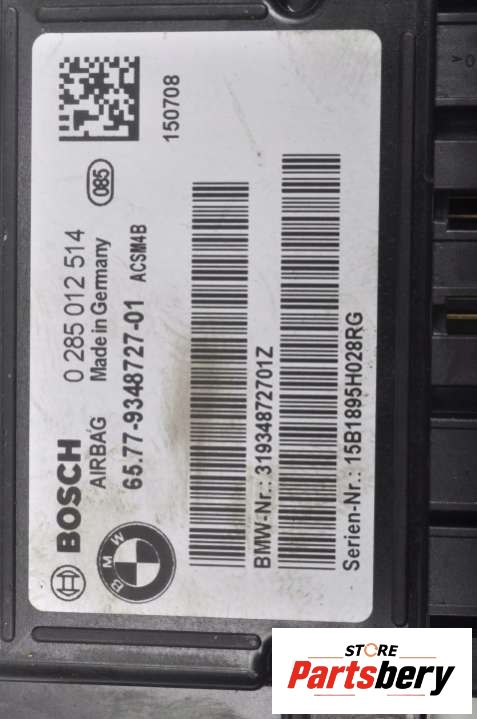 BOSCH
0 285 012 514
085
AIRBAG
Made in Germany
65.77-9348727-01 ACSM4B
150708
BMW
BMW-Nr.: 31934872701Z
Serien-Nr.: 15B1895H028RG
STORE
Partsbery